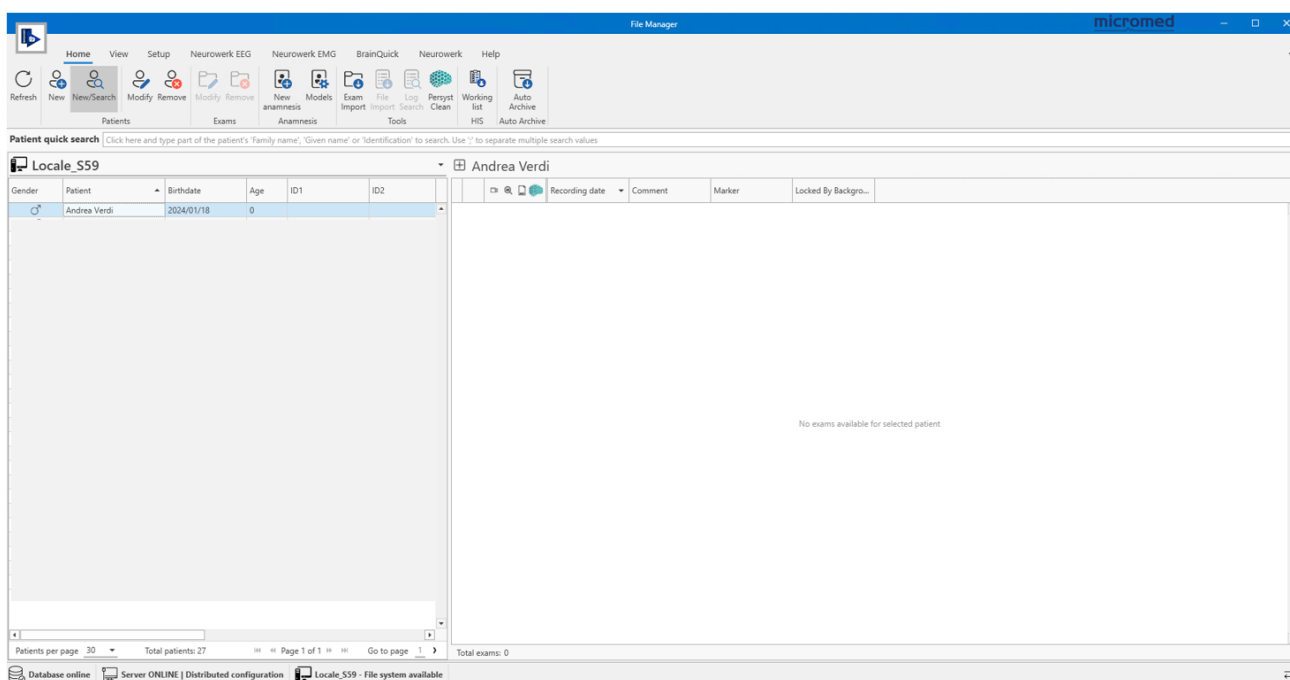 File Manager
micromed
Home View Setup Neurowerk EEG Neurowerk EMG BrainQuick Neurowerk Help
Refresh New New/Search Modify Remove Modify Remove New anamnesis Models Exam Import File Import Log Search Persyst Clean Working list Auto Archive
Patients Exams Anamnesis Tools HIS Auto Archive
Patient quick search Click here and type part of the patient's 'Family name', 'Given name' or 'Identification' to search. Use ';' to separate multiple search values
Locale_S59 Andrea Verdi
Gender Patient Birthdate Age ID1 ID2 Recording date Comment Marker Locked By Backgro...
Andrea Verdi 2024/01/18 0
No exams available for selected patient
Patients per page 30 Total patients: 27 Page 1 of 1 Go to page 1 Total exams: 0
Database online Server ONLINE | Distributed configuration Locale_S59 - File system available